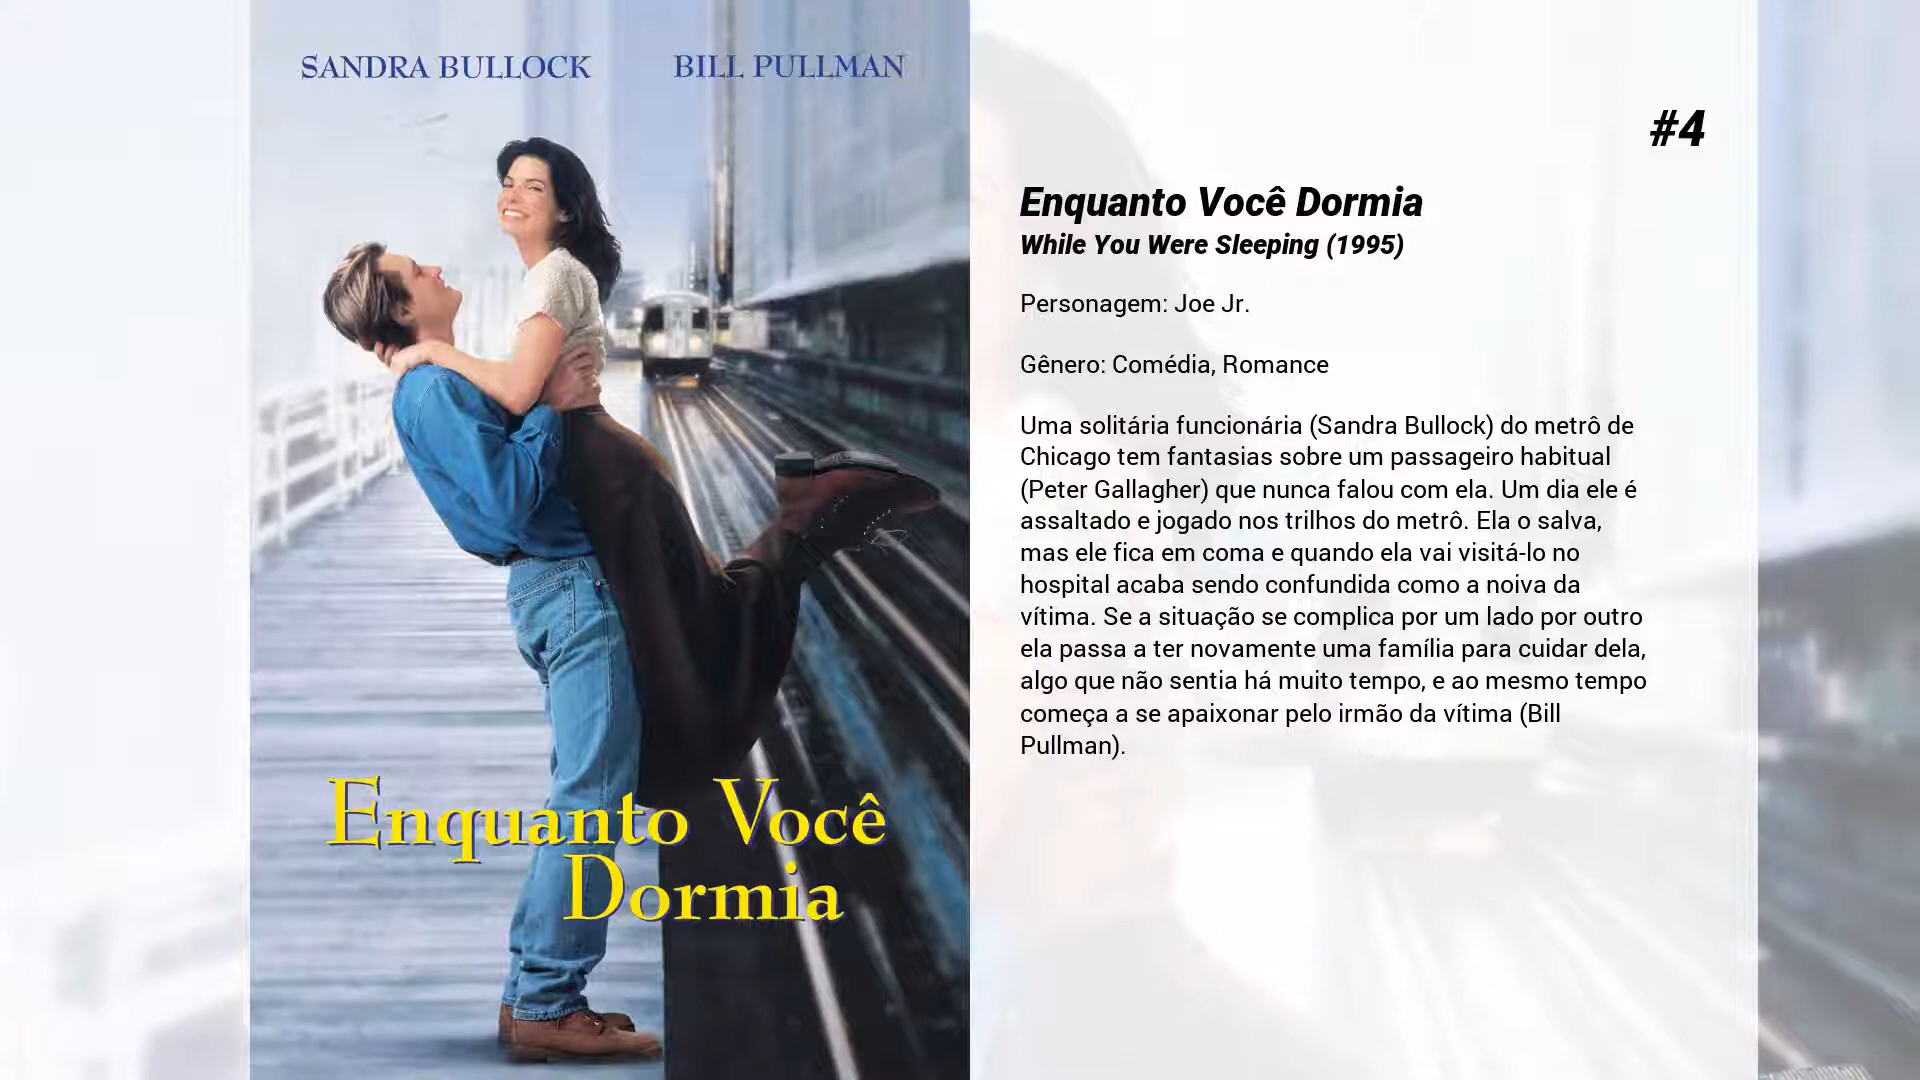 SANDRA BULLOCK BILL PULLMAN
Enquanto Você
Dormia
#4
Enquanto Você Dormia
While You Were Sleeping (1995)
Personagem: Joe Jr.
Gênero: Comédia, Romance
Uma solitária funcionária (Sandra Bullock) do metrô de
Chicago tem fantasias sobre um passageiro habitual
(Peter Gallagher) que nunca falou com ela. Um dia ele é
assaltado e jogado nos trilhos do metrô. Ela o salva,
mas ele fica em coma e quando ela vai visitá-lo no
hospital acaba sendo confundida como a noiva da
vítima. Se a situação se complica por um lado por outro
ela passa a ter novamente uma família para cuidar dela,
algo que não sentia há muito tempo, e ao mesmo tempo
começa a se apaixonar pelo irmão da vítima (Bill
Pullman).